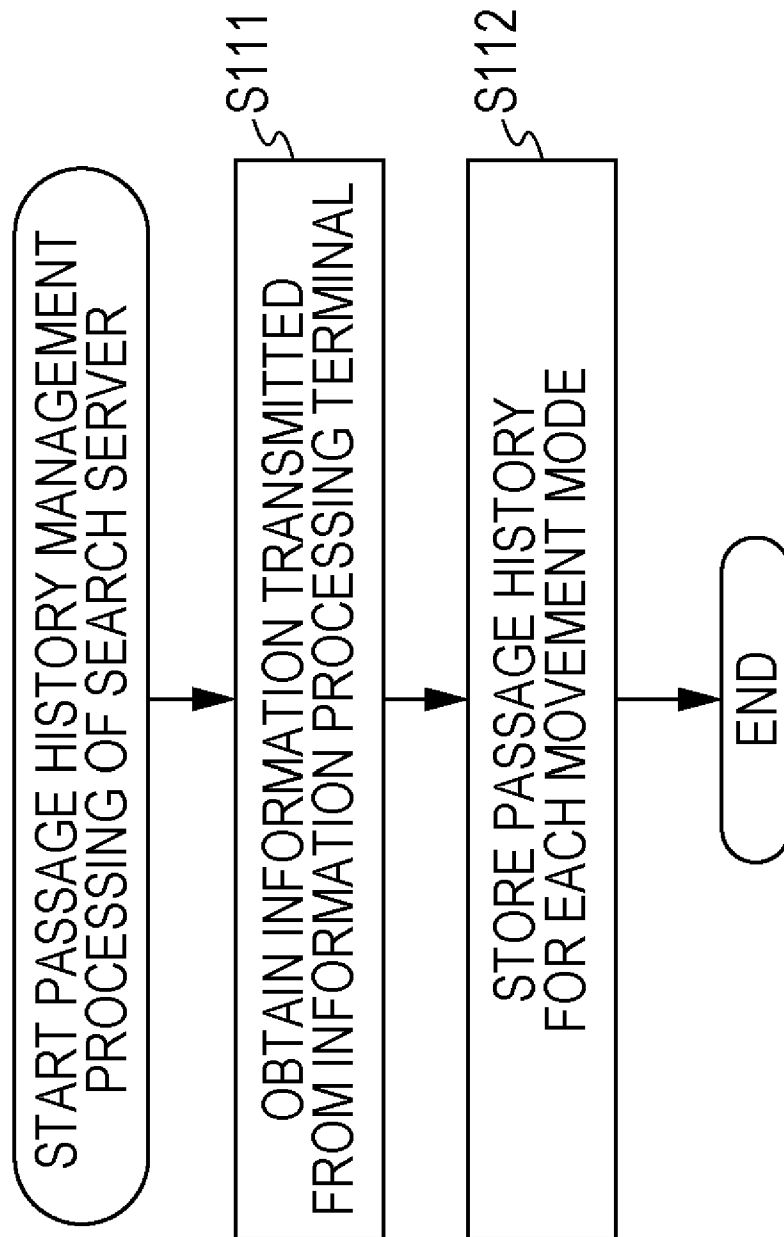 START PASSAGE HISTORY MANAGEMENT
PROCESSING OF SEARCH SERVER
S111
OBTAIN INFORMATION TRANSMITTED
FROM INFORMATION PROCESSING TERMINAL
S112
STORE PASSAGE HISTORY
FOR EACH MOVEMENT MODE
END